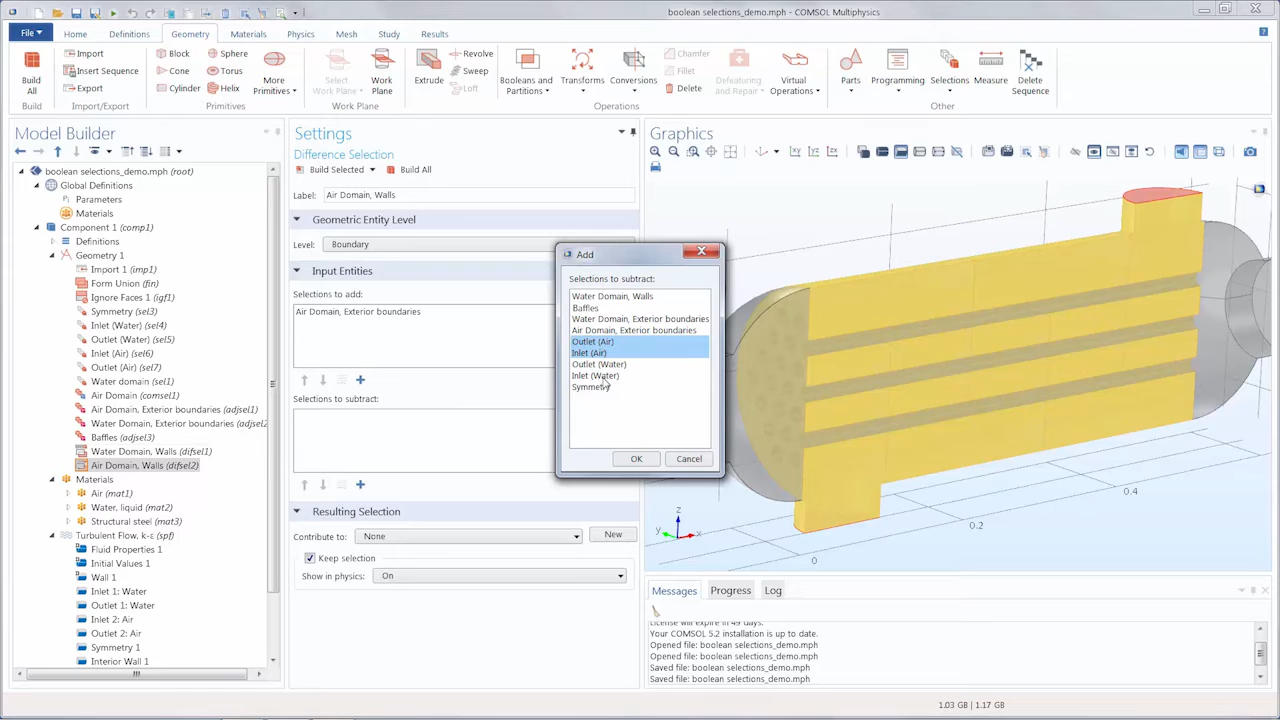 boolean selections_demo.mph - COMSOL Multiphysics
File Home Definitions Geometry Materials Physics Mesh Study Results
Build All
Build
Import
Insert Sequence
Export
Import/Export
Block Sphere
Cone Torus
Cylinder Helix
More Primitives
Primitives
Select Work Plane
Work Plane
Work Plane
Extrude
Revolve
Sweep
Loft
Booleans and Partitions
Transforms
Conversions
Chamfer
Fillet
Delete
Defeaturing and Repair
Virtual Operations
Operations
Parts
Programming
Selections
Measure
Delete Sequence
Other
Model Builder
boolean selections_demo.mph (root)
Global Definitions
Parameters
Materials
Component 1 (comp1)
Definitions
Geometry 1
Import 1 (imp1)
Form Union (fin)
Ignore Faces 1 (igf1)
Symmetry (sel3)
Inlet (Water) (sel4)
Outlet (Water) (sel5)
Inlet (Air) (sel6)
Outlet (Air) (sel7)
Water domain (sel1)
Air Domain (comsel1)
Air Domain, Exterior boundaries (adjsel1)
Water Domain, Exterior boundaries (adjsel2
Baffles (adjsel3)
Water Domain, Walls (difsel1)
Air Domain, Walls (difsel2)
Materials
Air (mat1)
Water, liquid (mat2)
Structural steel (mat3)
Turbulent Flow, k-ε (spf)
Fluid Properties 1
Initial Values 1
Wall 1
Inlet 1: Water
Outlet 1: Water
Inlet 2: Air
Outlet 2: Air
Symmetry 1
Interior Wall 1
Settings
Difference Selection
Build Selected Build All
Label: Air Domain, Walls
Geometric Entity Level
Level: Boundary
Input Entities
Selections to add:
Air Domain, Exterior boundaries
Selections to subtract:
Resulting Selection
Contribute to: None New
Keep selection
Show in physics: On
Add
Selections to subtract:
Water Domain, Walls
Baffles
Water Domain, Exterior boundaries
Air Domain, Exterior boundaries
Outlet (Air)
Inlet (Air)
Outlet (Water)
Inlet (Water)
Symmetry
OK Cancel
Graphics
xy yz xz
0.4
0.2
0
z
y x
Messages Progress Log
License will expire in 49 days.
Your COMSOL 5.2 installation is up to date.
Opened file: boolean selections_demo.mph
Opened file: boolean selections_demo.mph
Saved file: boolean selections_demo.mph
Saved file: boolean selections_demo.mph
1.03 GB | 1.17 GB